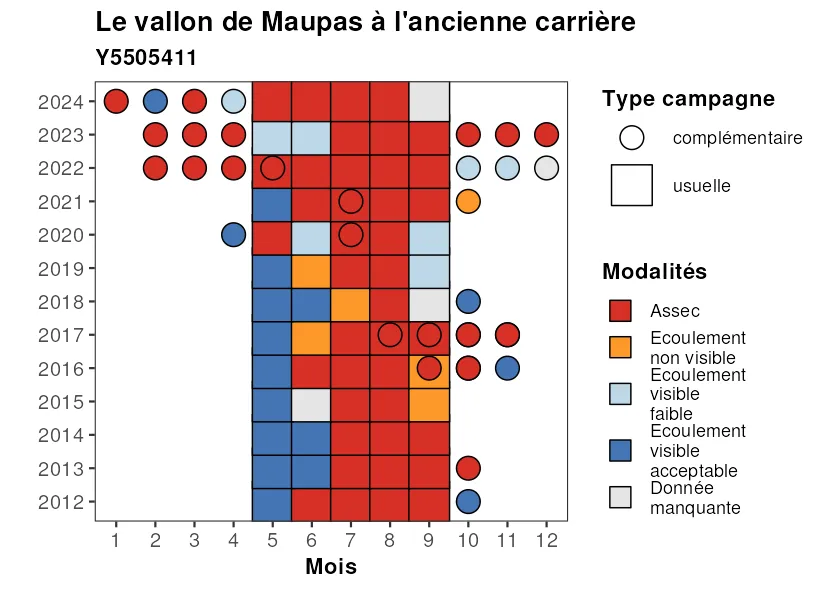 Le vallon de Maupas à l'ancienne carrière
Y5505411
2024
2023
2022
2021
2020
2019
2018
2017
2016
2015
2014
2013
2012
1 2 3 4 5 6 7 8 9 10 11 12
Mois
Type campagne
complémentaire
usuelle
Modalités
Assec
Ecoulement
non visible
Ecoulement
visible
faible
Ecoulement
visible
acceptable
Donnée
manquante